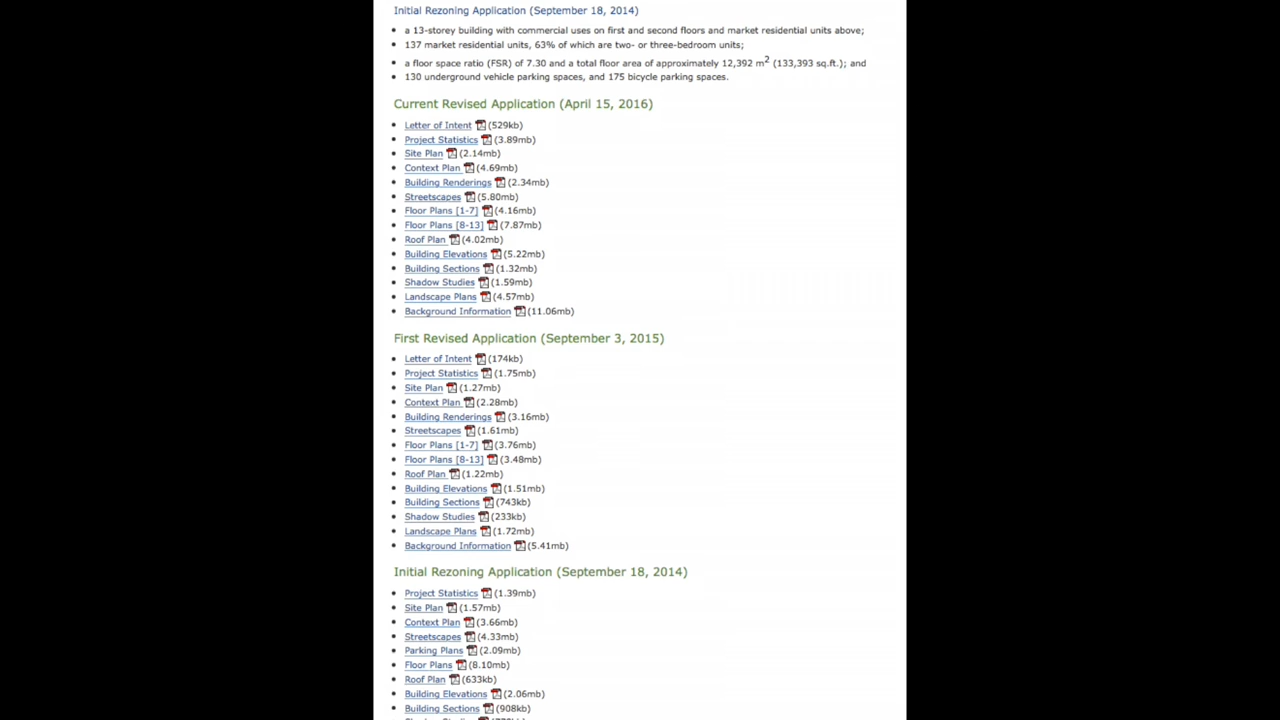 Initial Rezoning Application (September 18, 2014)
a 13-storey building with commercial uses on first and second floors and market residential units above;
137 market residential units, 63% of which are two- or three-bedroom units;
a floor space ratio (FSR) of 7.30 and a total floor area of approximately 12,392 m² (133,393 sq.ft.); and
130 underground vehicle parking spaces, and 175 bicycle parking spaces.
Current Revised Application (April 15, 2016)
Letter of Intent (529kb)
Project Statistics (3.89mb)
Site Plan (2.14mb)
Context Plan (4.69mb)
Building Renderings (2.34mb)
Streetscapes (5.80mb)
Floor Plans [1-7] (4.16mb)
Floor Plans [8-13] (7.87mb)
Roof Plan (4.02mb)
Building Elevations (5.22mb)
Building Sections (1.32mb)
Shadow Studies (1.59mb)
Landscape Plans (4.57mb)
Background Information (11.06mb)
First Revised Application (September 3, 2015)
Letter of Intent (174kb)
Project Statistics (1.75mb)
Site Plan (1.27mb)
Context Plan (2.28mb)
Building Renderings (3.16mb)
Streetscapes (1.61mb)
Floor Plans [1-7] (3.76mb)
Floor Plans [8-13] (3.48mb)
Roof Plan (1.22mb)
Building Elevations (1.51mb)
Building Sections (743kb)
Shadow Studies (233kb)
Landscape Plans (1.72mb)
Background Information (5.41mb)
Initial Rezoning Application (September 18, 2014)
Project Statistics (1.39mb)
Site Plan (1.57mb)
Context Plan (3.66mb)
Streetscapes (4.33mb)
Parking Plans (2.09mb)
Floor Plans (8.10mb)
Roof Plan (633kb)
Building Elevations (2.06mb)
Building Sections (908kb)